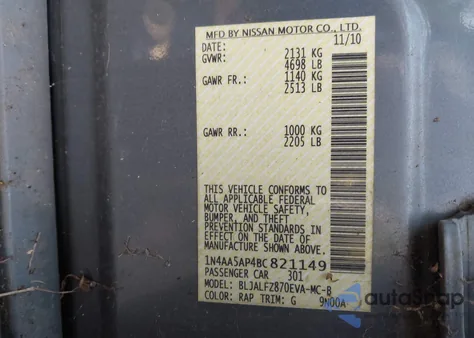 MFD BY NISSAN MOTOR CO., LTD.
DATE: 11/10
GVWR: 2131 KG
4698 LB
GAWR FR.: 1140 KG
2513 LB
GAWR RR.: 1000 KG
2205 LB
THIS VEHICLE CONFORMS TO
ALL APPLICABLE FEDERAL
MOTOR VEHICLE SAFETY,
BUMPER, AND THEFT
PREVENTION STANDARDS IN
EFFECT ON THE DATE OF
MANUFACTURE SHOWN ABOVE.
1N4AA5AP4BC821149
PASSENGER CAR 301
MODEL: BLJALFZ870EVA-MC-B
COLOR: RAP TRIM: G 9N00A
autoSnap